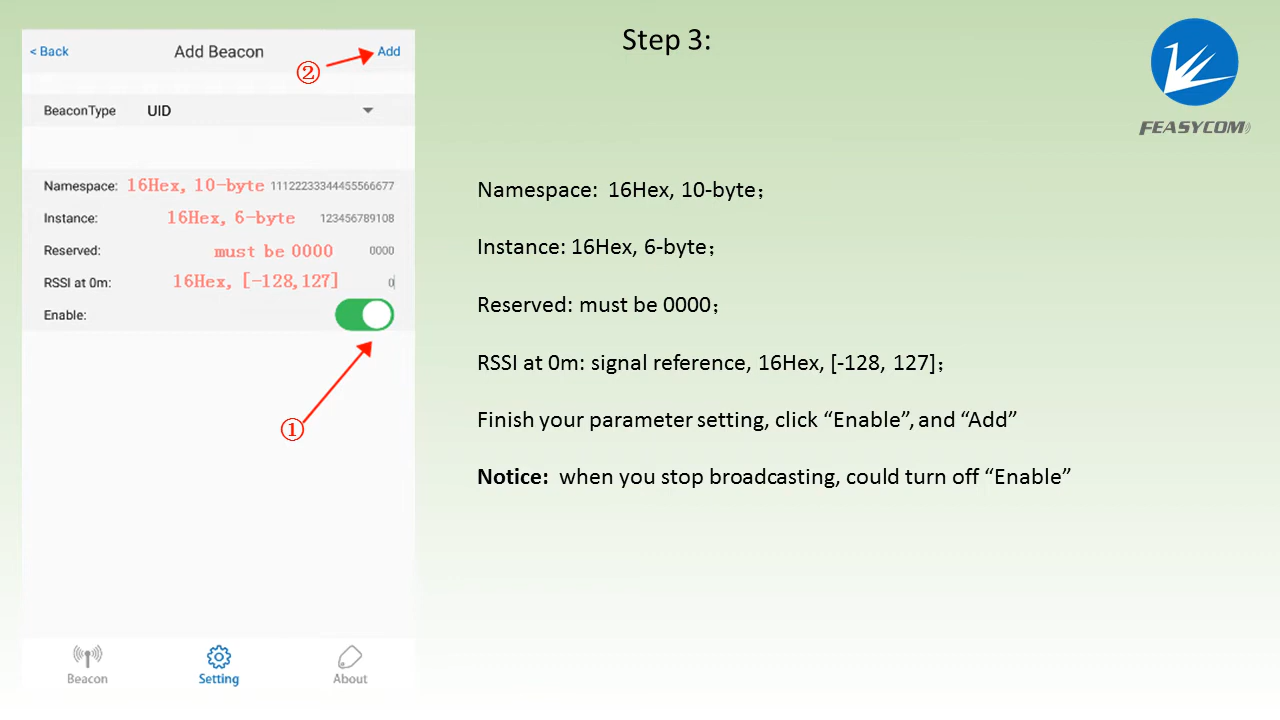 Step 3:
< Back
Add Beacon
Add
②
FEASYCOM
BeaconType
UID
Namespace: 16Hex, 10-byte 11122233344455566677
Instance: 16Hex, 6-byte 123456789108
Reserved: must be 0000 0000
RSSI at 0m: 16Hex, [-128,127] 0
Enable:
①
Beacon
Setting
About
Namespace: 16Hex, 10-byte;
Instance: 16Hex, 6-byte;
Reserved: must be 0000;
RSSI at 0m: signal reference, 16Hex, [-128, 127];
Finish your parameter setting, click “Enable”, and “Add”
Notice: when you stop broadcasting, could turn off “Enable”